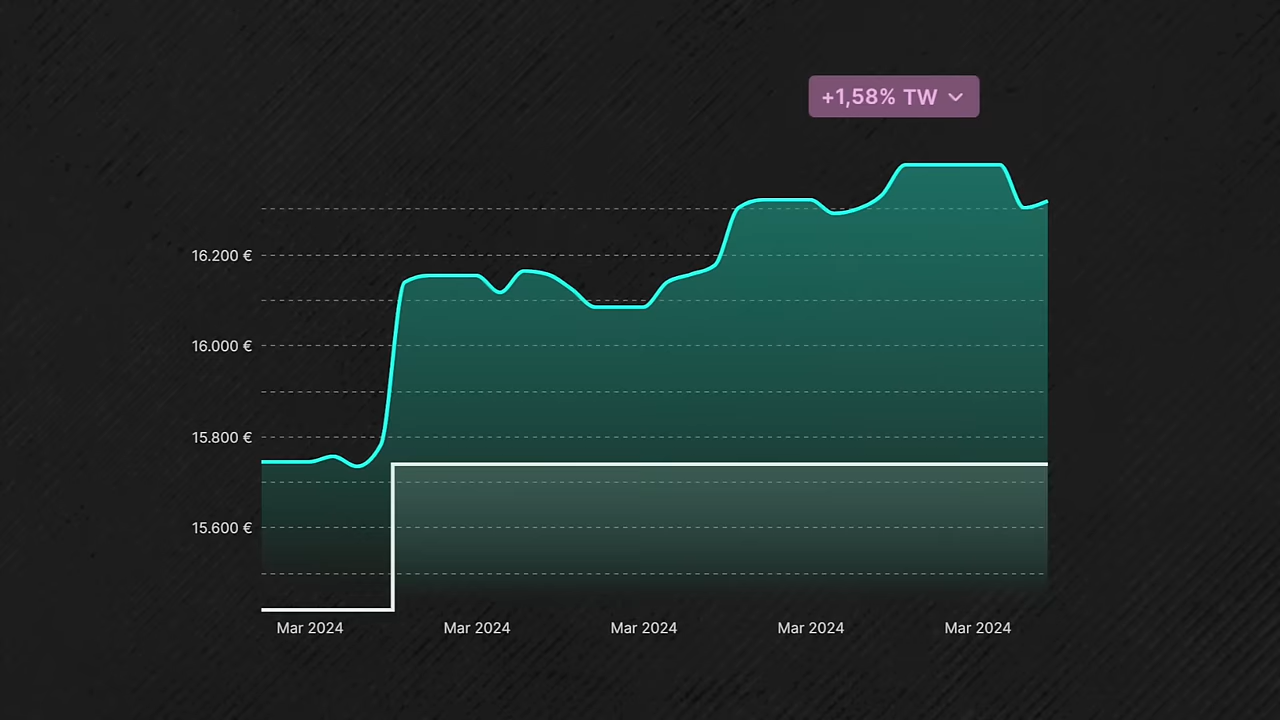 +1,58% TW
16.200 €
16.000 €
15.800 €
15.600 €
Mar 2024 Mar 2024 Mar 2024 Mar 2024 Mar 2024